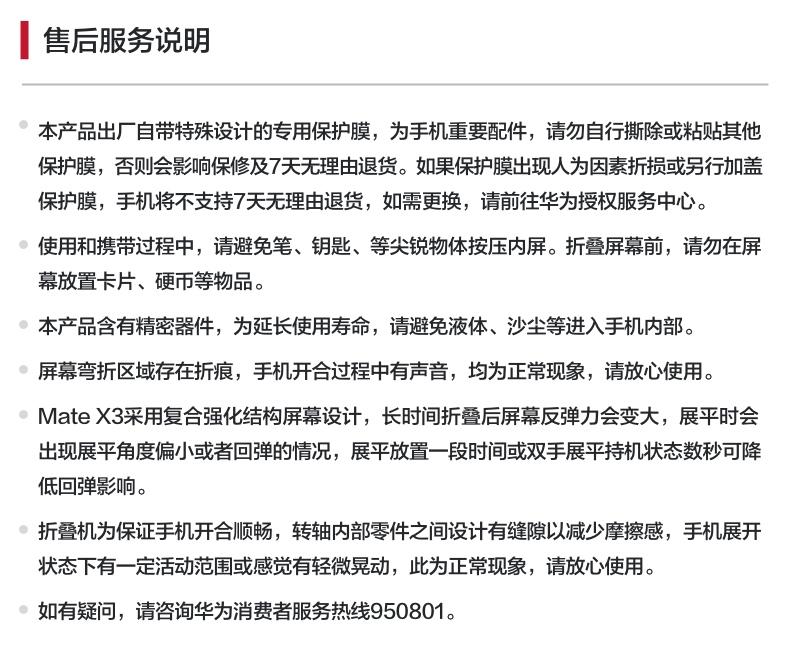 售后服务说明
本产品出厂自带特殊设计的专用保护膜，为手机重要配件，请勿自行撕除或粘贴其他
保护膜，否则会影响保修及7天无理由退货。如果保护膜出现人为因素折损或另行加盖
保护膜，手机将不支持7天无理由退货，如需更换，请前往华为授权服务中心。
使用和携带过程中，请避免笔、钥匙、等尖锐物体按压内屏。折叠屏幕前，请勿在屏
幕放置卡片、硬币等物品。
本产品含有精密器件，为延长使用寿命，请避免液体、沙尘等进入手机内部。
屏幕弯折区域存在折痕，手机开合过程中有声音，均为正常现象，请放心使用。
Mate X3采用复合强化结构屏幕设计，长时间折叠后屏幕反弹力会变大，展平时会
出现展平角度偏小或者回弹的情况，展平放置一段时间或双手展平持机状态数秒可降
低回弹影响。
折叠机为保证手机开合顺畅，转轴内部零件之间设计有缝隙以减少摩擦感，手机展开
状态下有一定活动范围或感觉有轻微晃动，此为正常现象，请放心使用。
如有疑问，请咨询华为消费者服务热线950801。